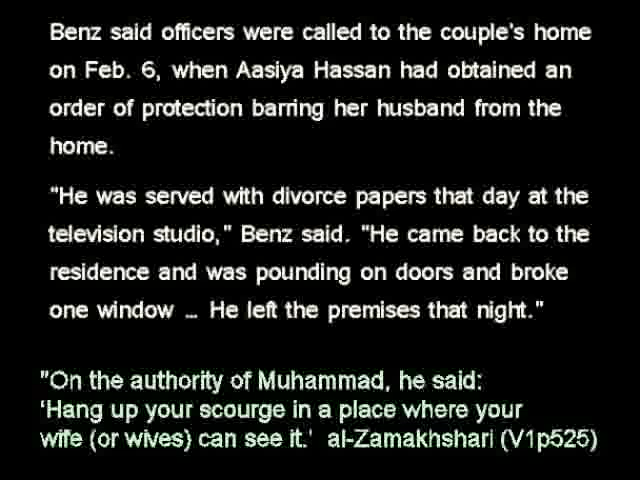 Benz said officers were called to the couple's home
on Feb. 6, when Aasiya Hassan had obtained an
order of protection barring her husband from the
home.
"He was served with divorce papers that day at the
television studio," Benz said. "He came back to the
residence and was pounding on doors and broke
one window ... He left the premises that night."
"On the authority of Muhammad, he said:
‘Hang up your scourge in a place where your
wife (or wives) can see it.’ al-Zamakhshari (V1p525)